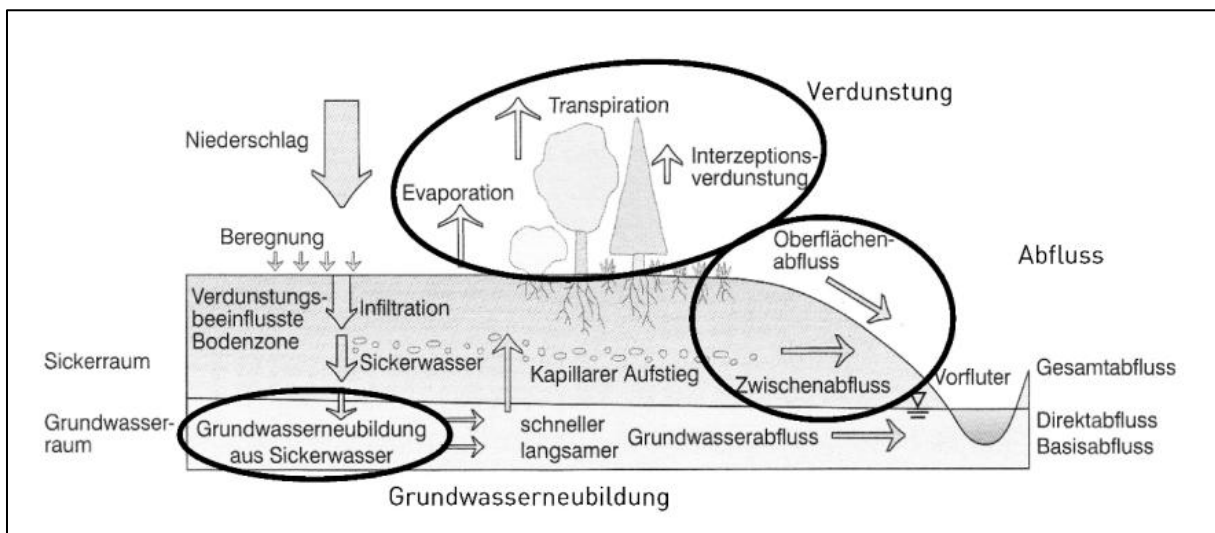 Verdunstung
Transpiration
Niederschlag
Interzeptions-
verdunstung
Evaporation
Beregnung
Oberflächen-
abfluss
Abfluss
Verdunstungs-
beeinflusste
Bodenzone
Infiltration
Sickerraum
Sickerwasser
Kapillarer Aufstieg
Zwischenabfluss
Vorfluter
Gesamtabfluss
Grundwasser-
raum
Grundwasserneubildung
aus Sickerwasser
schneller
langsamer
Grundwasserabfluss
Direktabfluss
Basisabfluss
Grundwasserneubildung